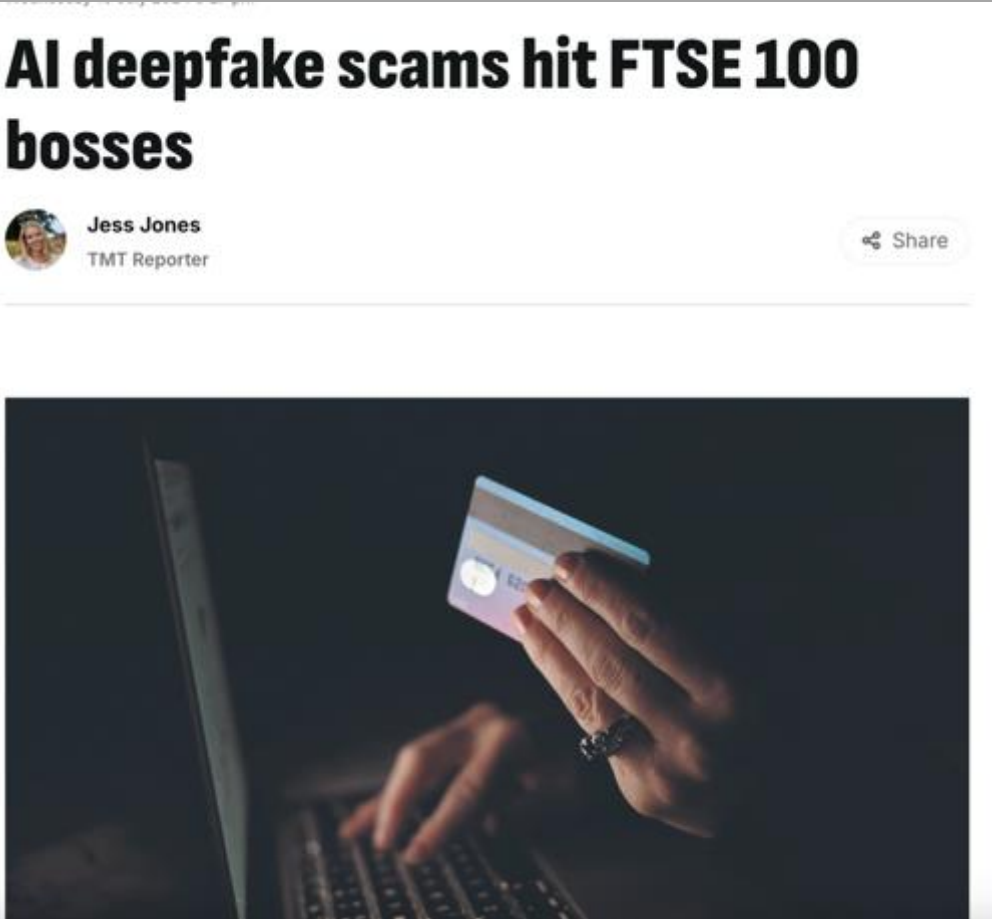 AI deepfake scams hit FTSE 100
bosses
Jess Jones
TMT Reporter
Share